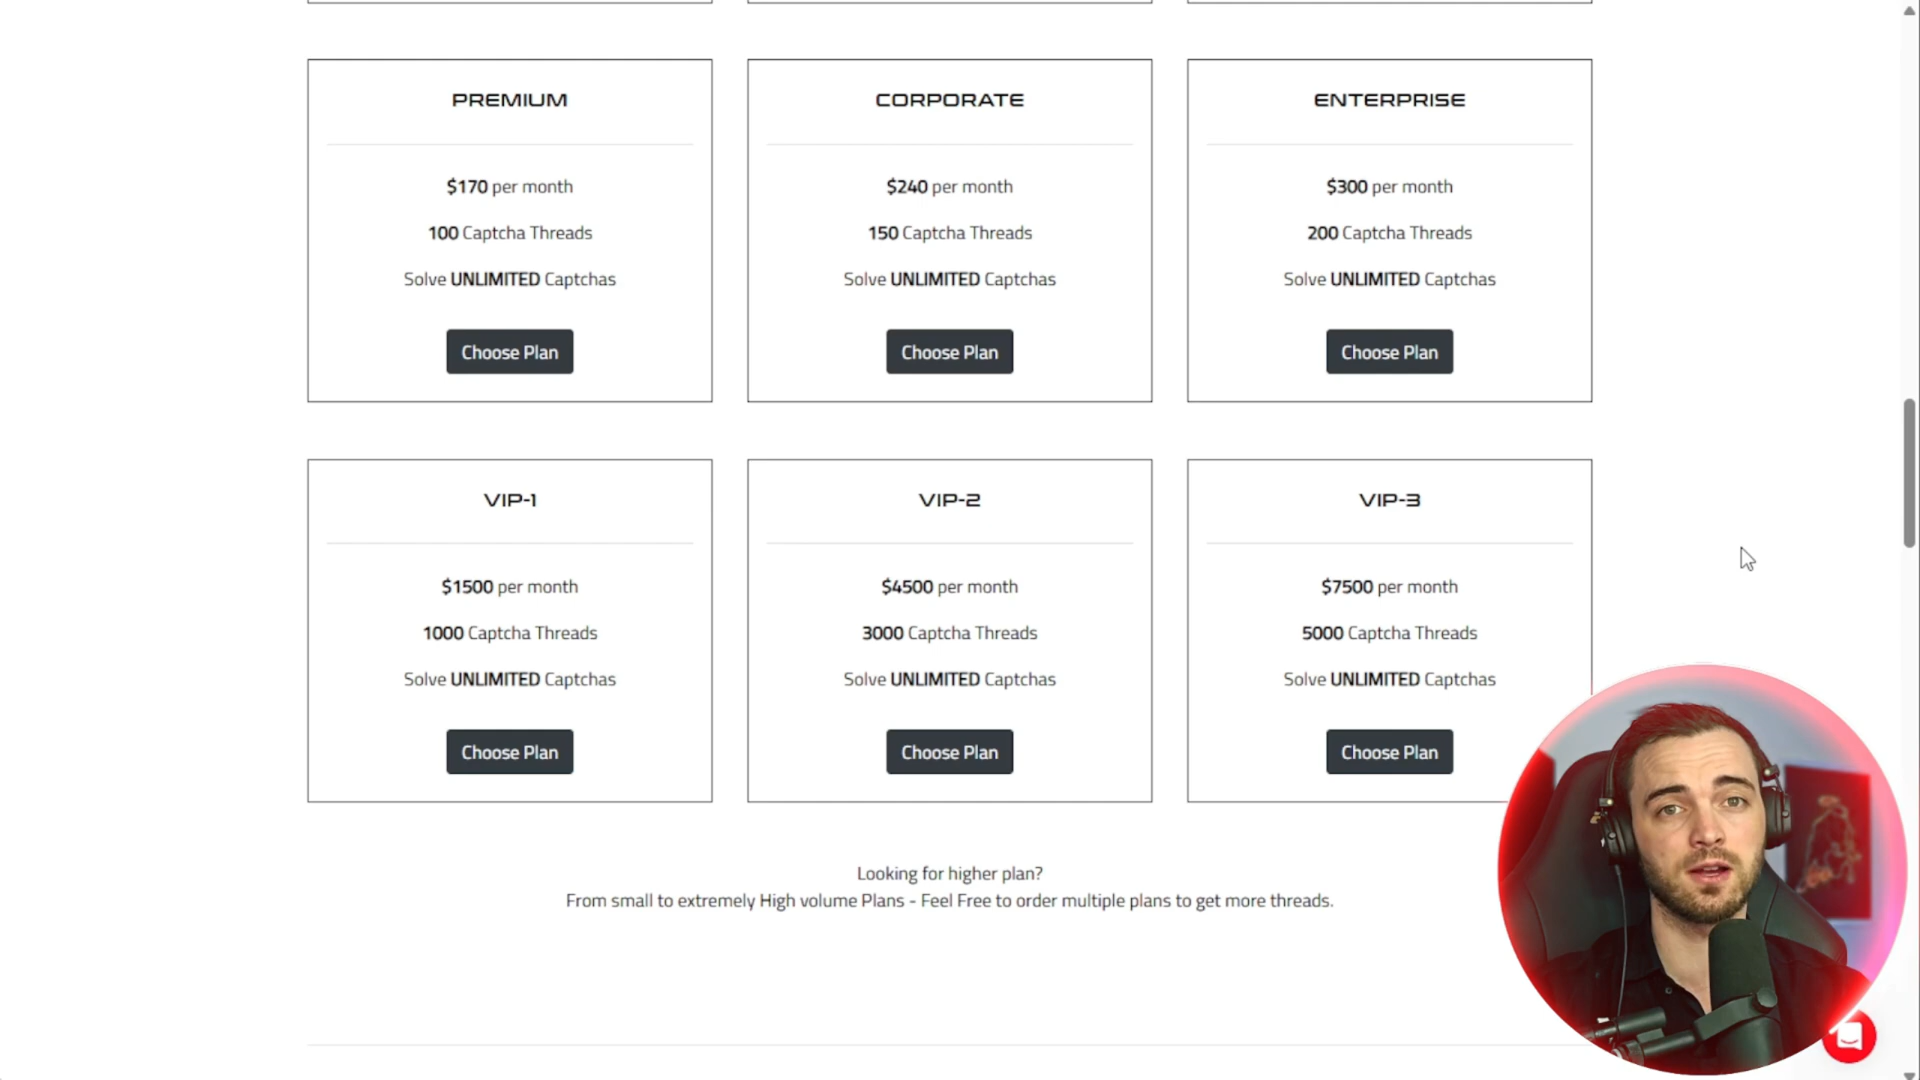 PREMIUM
$170 per month
100 Captcha Threads
Solve UNLIMITED Captchas
Choose Plan
CORPORATE
$240 per month
150 Captcha Threads
Solve UNLIMITED Captchas
Choose Plan
ENTERPRISE
$300 per month
200 Captcha Threads
Solve UNLIMITED Captchas
Choose Plan
VIP-1
$1500 per month
1000 Captcha Threads
Solve UNLIMITED Captchas
Choose Plan
VIP-2
$4500 per month
3000 Captcha Threads
Solve UNLIMITED Captchas
Choose Plan
VIP-3
$7500 per month
5000 Captcha Threads
Solve UNLIMITED Captchas
Choose Plan
Looking for higher plan?
From small to extremely High volume Plans - Feel Free to order multiple plans to get more threads.